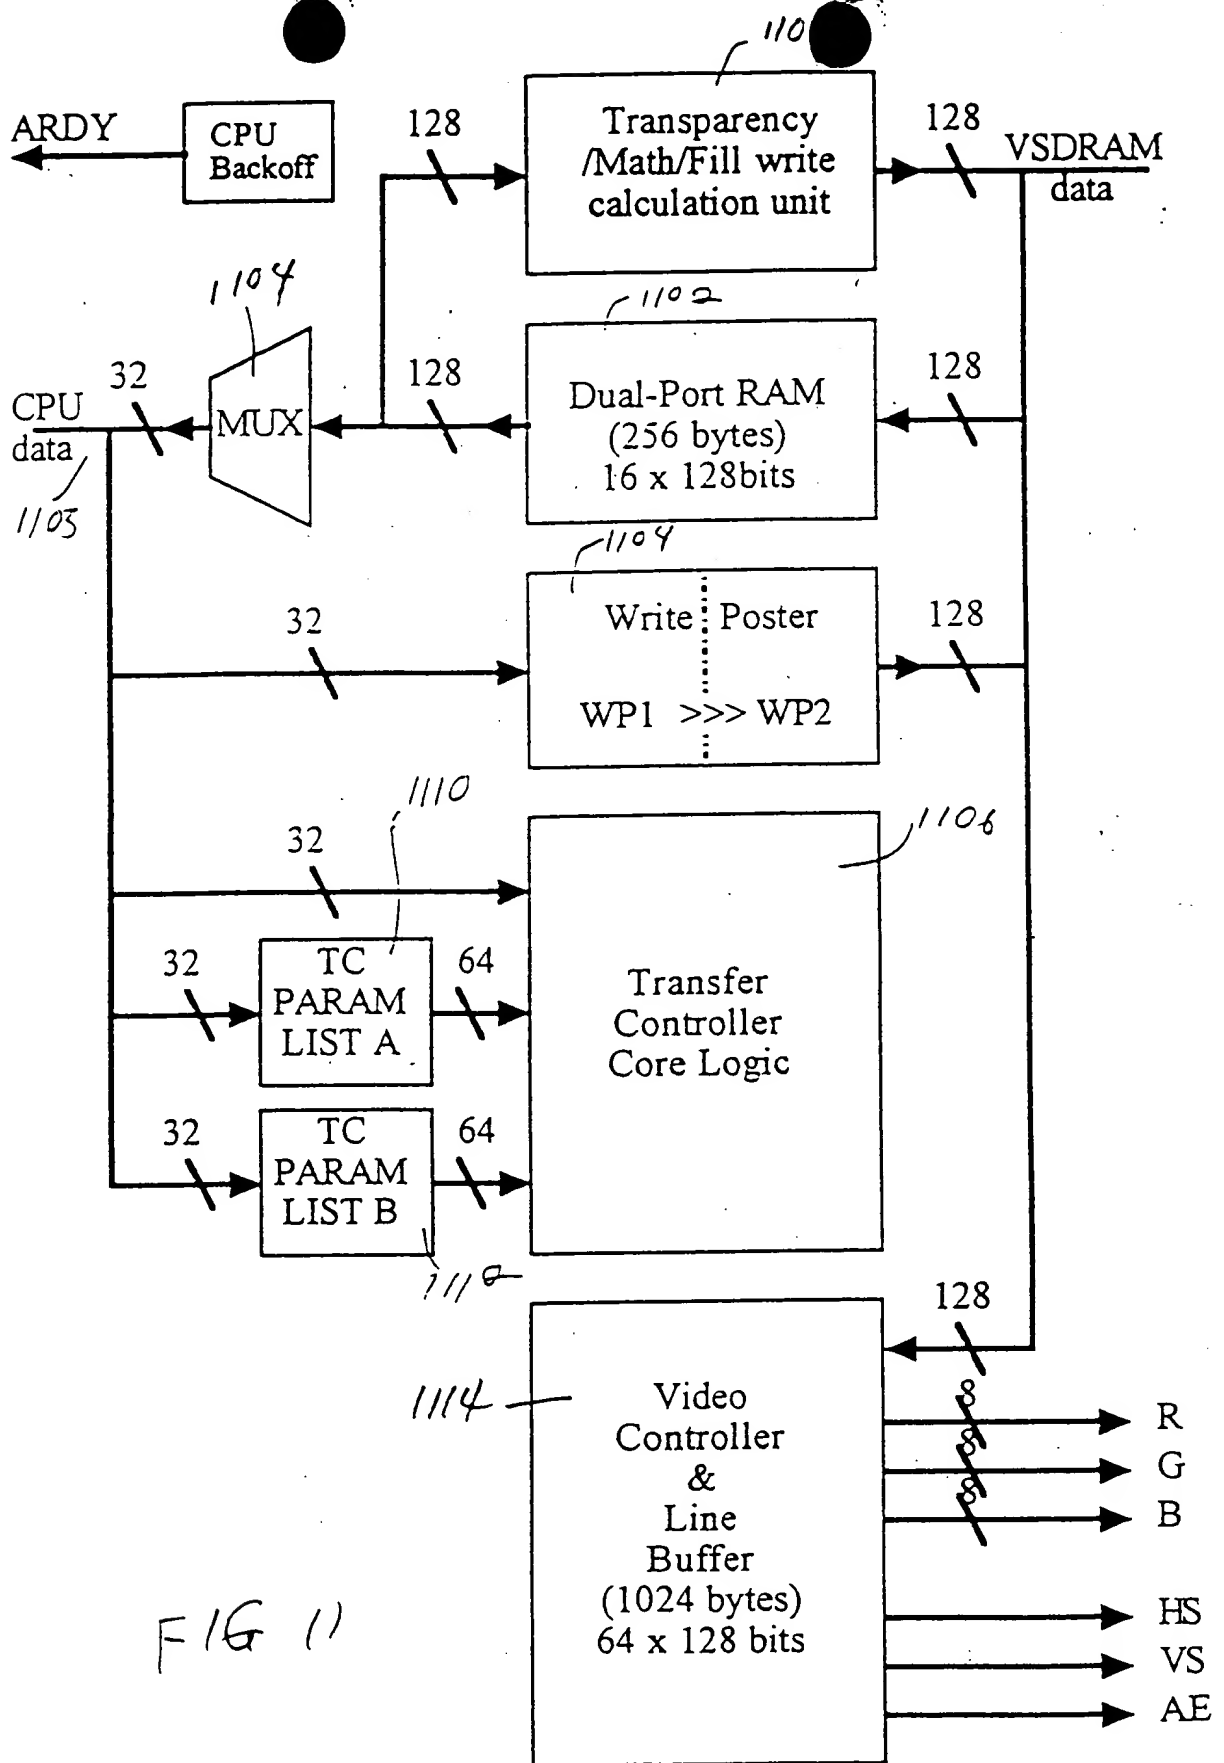 110
ARDY
CPU
Backoff
128
Transparency
/Math/Fill write
calculation unit
128
VSDRAM
data
1104
1102
32
CPU
data
1103
MUX
128
Dual-Port RAM
(256 bytes)
16 x 128bits
128
1104
32
Write Poster
WP1 >>> WP2
128
1110
1106
32
32
TC
PARAM
LIST A
64
Transfer
Controller
Core Logic
32
TC
PARAM
LIST B
64
1112
128
1114
Video
Controller
&
Line
Buffer
(1024 bytes)
64 x 128 bits
8
R
8
G
8
B
HS
VS
AE
FIG 11